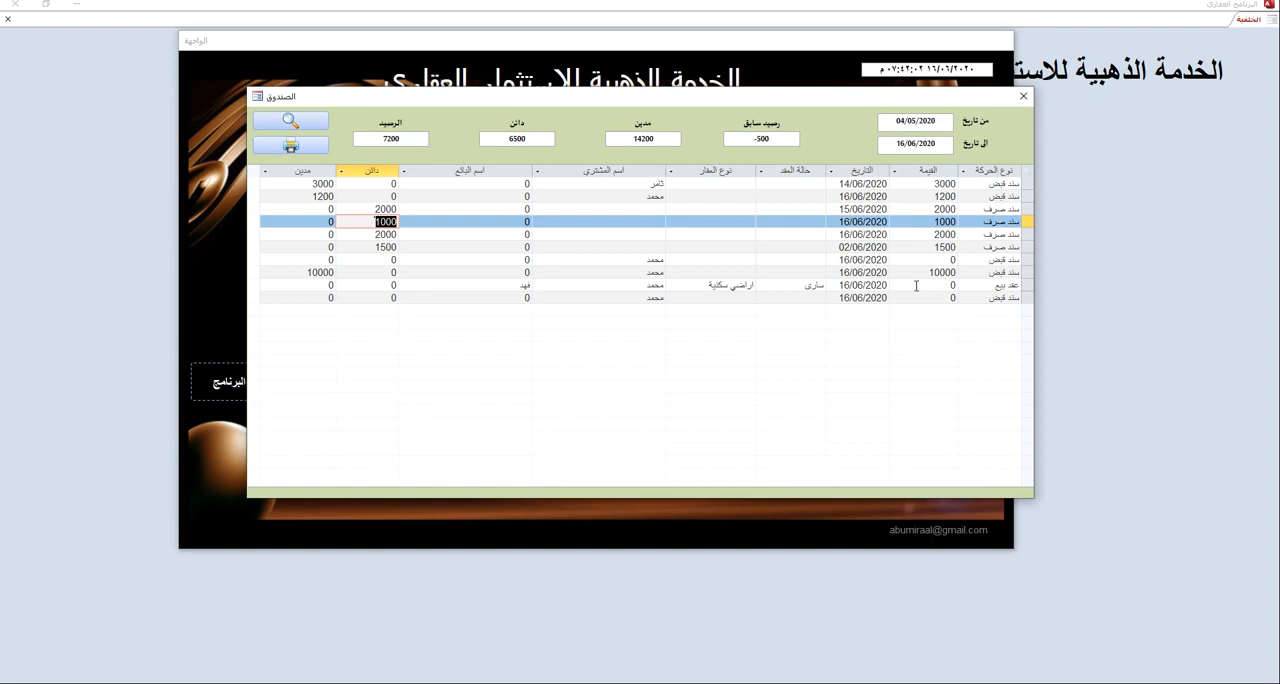 البرنامج العقاري
الخلفية
الواجهة
الخدمة الذهبية للاستثمار العقاري
١٦/٠٦/٢٠٢٠ ٠٧:٤٢:٠٢ م
الخدمة الذهبية للاست
الصندوق
من تاريخ 04/05/2020
الى تاريخ 16/06/2020
رصيد سابق مدين دائن الرصيد
-500 14200 6500 7200
نوع الحركة القيمة التاريخ حالة العقد نوع العقار اسم المشتري اسم البائع دائن مدين
سند قبض 3000 14/06/2020 ثامر 0 0 3000
سند قبض 1200 16/06/2020 محمد 0 0 1200
سند صرف 2000 15/06/2020 0 2000 0
سند صرف 1000 16/06/2020 0 1000 0
سند صرف 2000 16/06/2020 0 2000 0
سند صرف 1500 02/06/2020 0 1500 0
سند قبض 0 16/06/2020 محمد 0 0 0
سند قبض 10000 16/06/2020 محمد 0 0 10000
عقد بيع 0 16/06/2020 سارى اراضي سكنية محمد فهد 0 0
سند قبض 0 16/06/2020 محمد 0 0 0
البرنامج
abumiraal@gmail.com